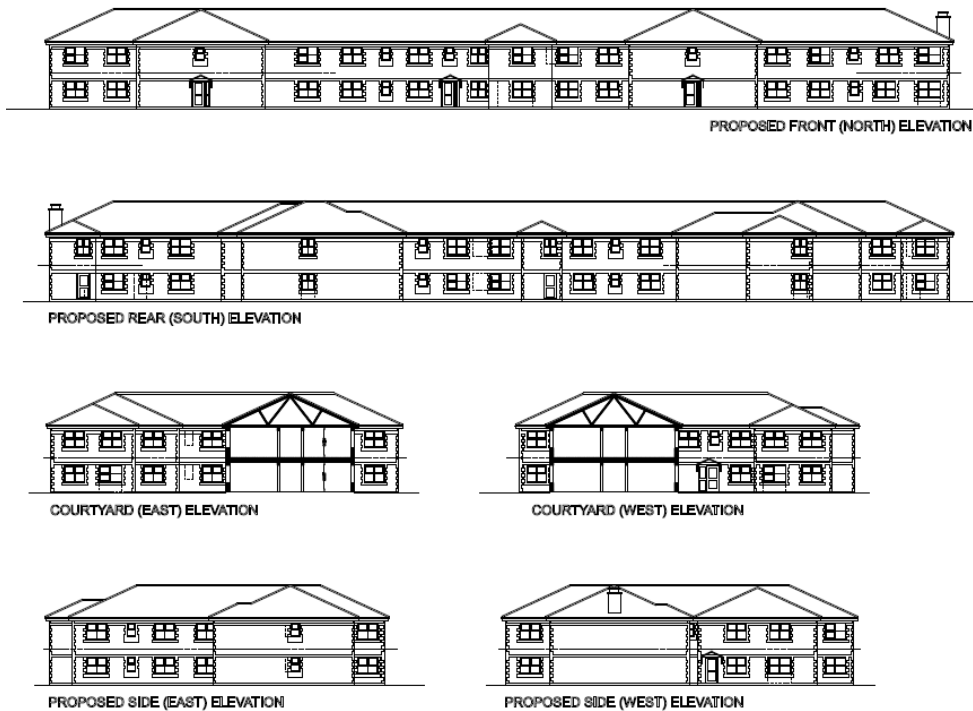 PROPOSED FRONT (NORTH) ELEVATION
PROPOSED REAR (SOUTH) ELEVATION
COURTYARD (EAST) ELEVATION
COURTYARD (WEST) ELEVATION
PROPOSED SIDE (EAST) ELEVATION
PROPOSED SIDE (WEST) ELEVATION